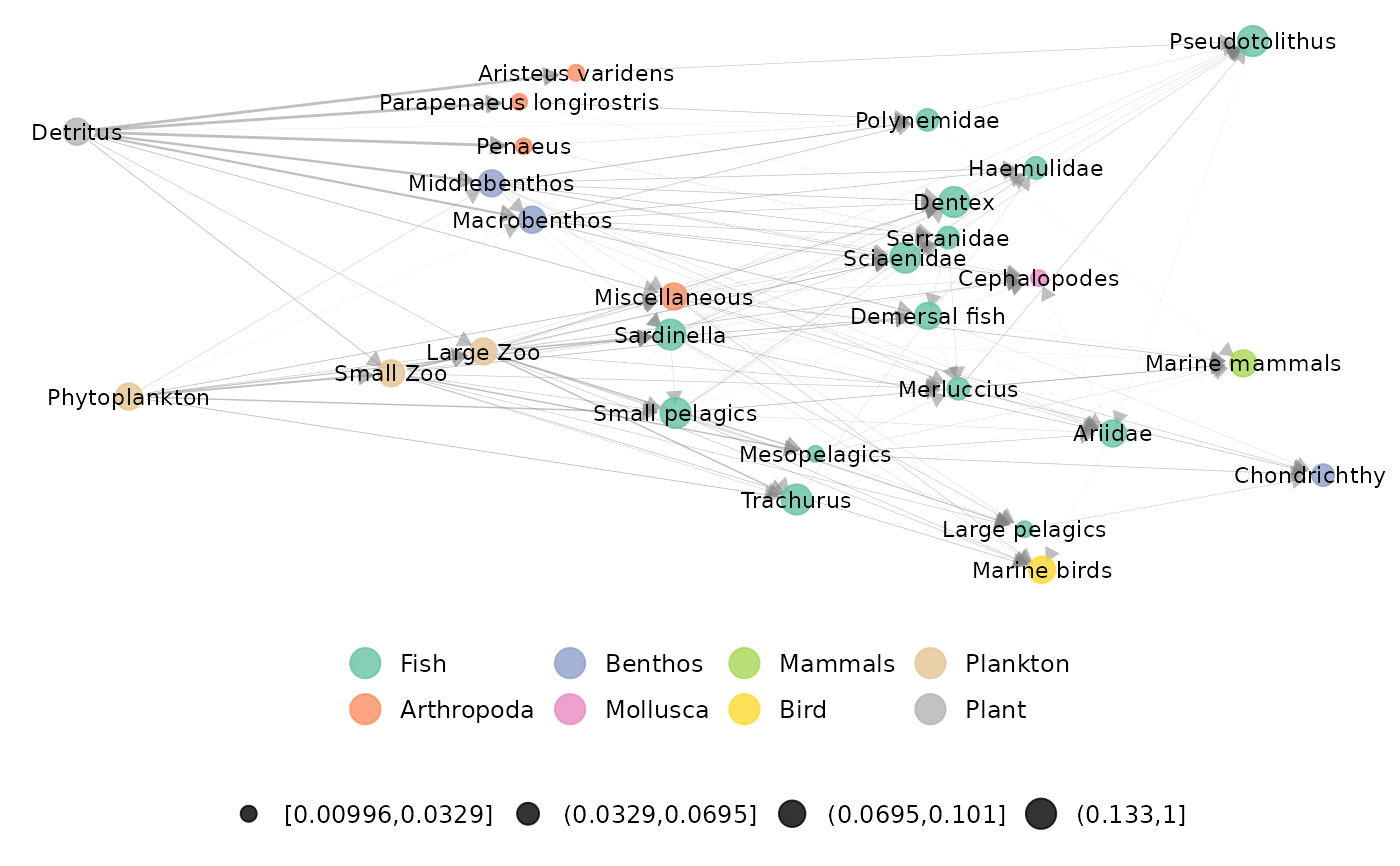 Pseudotolithus
Aristeus varidens
Parapenaeus longirostris
Polynemidae
Detritus
Penaeus
Haemulidae
Middlebenthos
Dentex
Macrobenthos
Serranidae
Sciaenidae
Cephalopodes
Miscellaneous
Demersal fish
Sardinella
Large Zoo
Marine mammals
Small Zoo
Merluccius
Phytoplankton
Small pelagics
Ariidae
Mesopelagics
Chondrichthy
Trachurus
Large pelagics
Marine birds
Fish Benthos Mammals Plankton
Arthropoda Mollusca Bird Plant
[0.00996,0.0329] (0.0329,0.0695] (0.0695,0.101] (0.133,1]